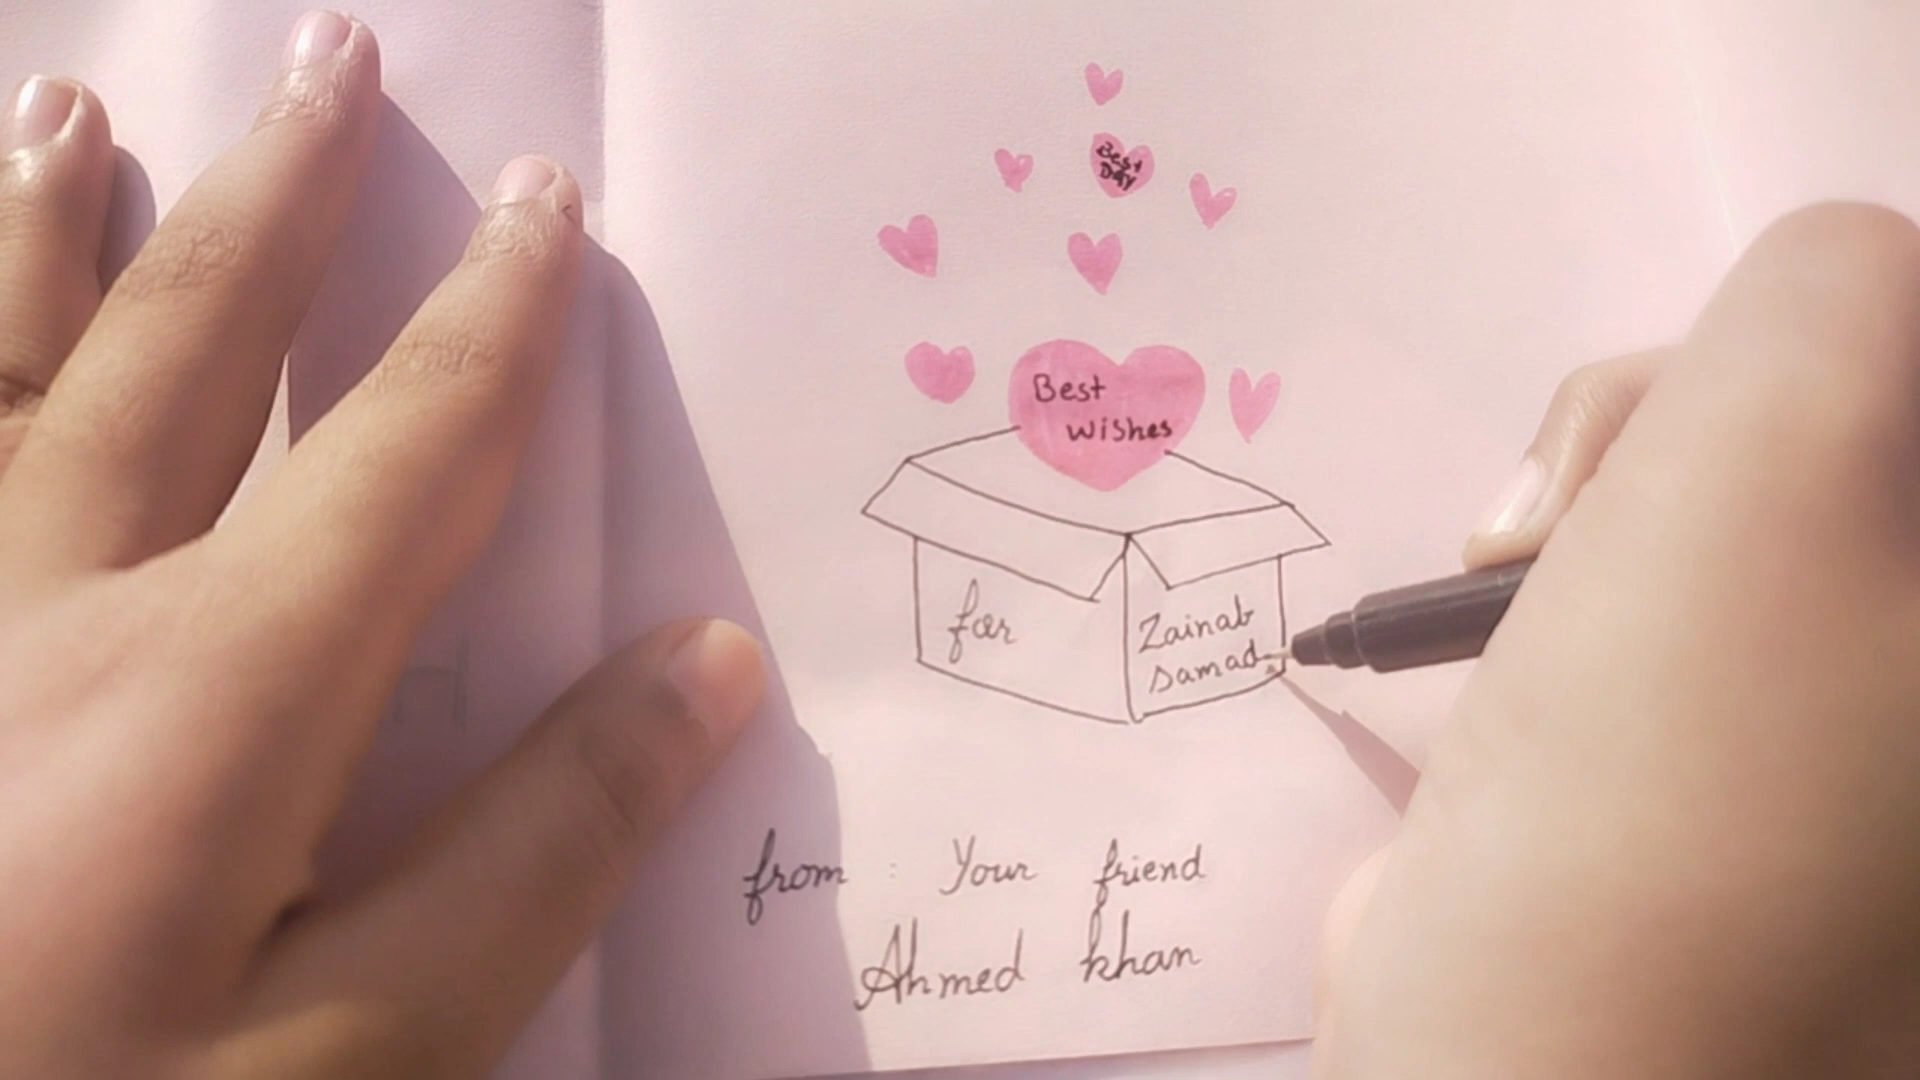 Best
DAY
Best
wishes
for
Zainab
Samad
from : Your friend
Ahmed khan